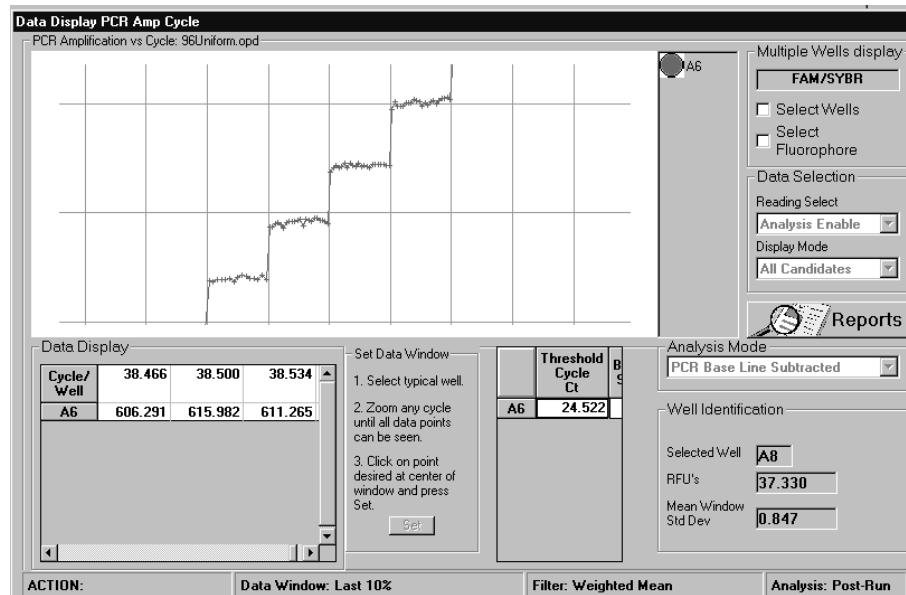 Data Display PCR Amp Cycle
PCR Amplification vs Cycle: 96Uniform.opd
A6
Multiple Wells display
FAM/SYBR
Select Wells
Select
Fluorophore
Data Selection
Reading Select
Analysis Enable
Display Mode
All Candidates
Reports
Data Display
Cycle/
Well
38.466 38.500 38.534
A6 606.291 615.982 611.265
Set Data Window
1. Select typical well.
2. Zoom any cycle
until all data points
can be seen.
3. Click on point
desired at center of
window and press
Set.
Set
Threshold
Cycle
Ct
A6 24.522
Analysis Mode
PCR Base Line Subtracted
Well Identification
Selected Well A8
RFU's 37.330
Mean Window
Std Dev 0.847
ACTION: Data Window: Last 10% Filter: Weighted Mean Analysis: Post-Run